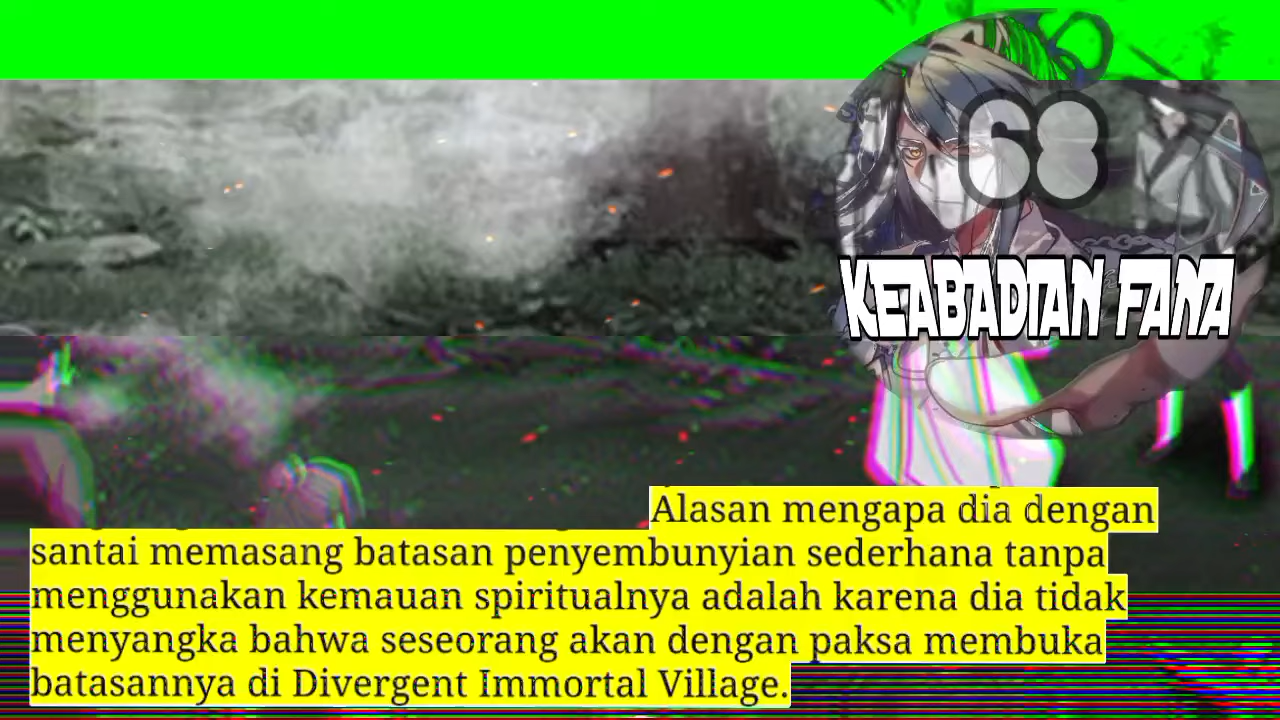 68
KEABADIAN FANA
Alasan mengapa dia dengan
santai memasang batasan penyembunyian sederhana tanpa
menggunakan kemauan spiritualnya adalah karena dia tidak
menyangka bahwa seseorang akan dengan paksa membuka
batasannya di Divergent Immortal Village.